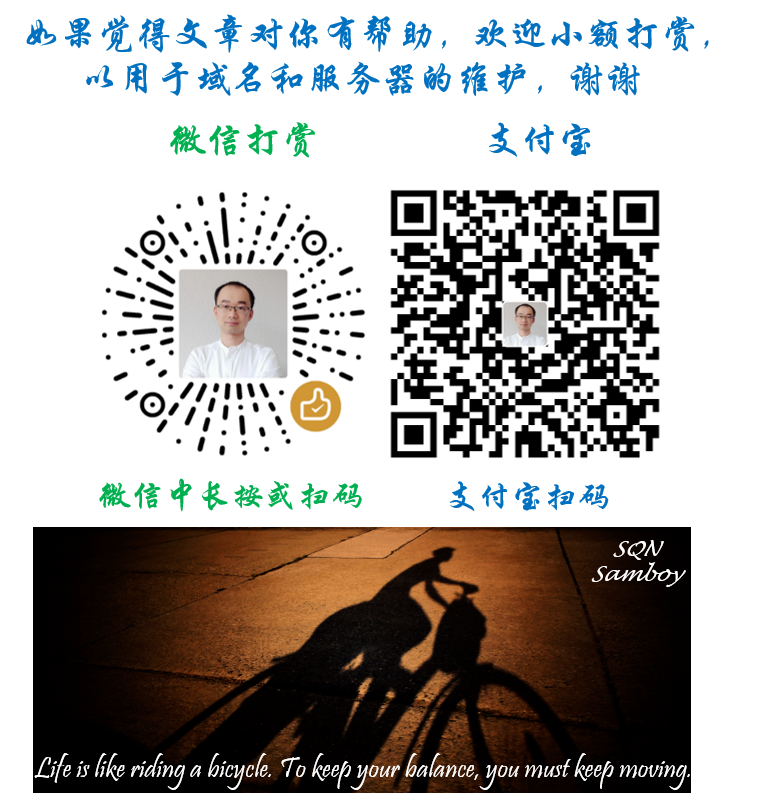 如果觉得文章对你有帮助，欢迎小额打赏，
以用于域名和服务器的维护，谢谢
微信打赏 支付宝
微信中长按或扫码 支付宝扫码
SQN
Samboy
Life is like riding a bicycle. To keep your balance, you must keep moving.